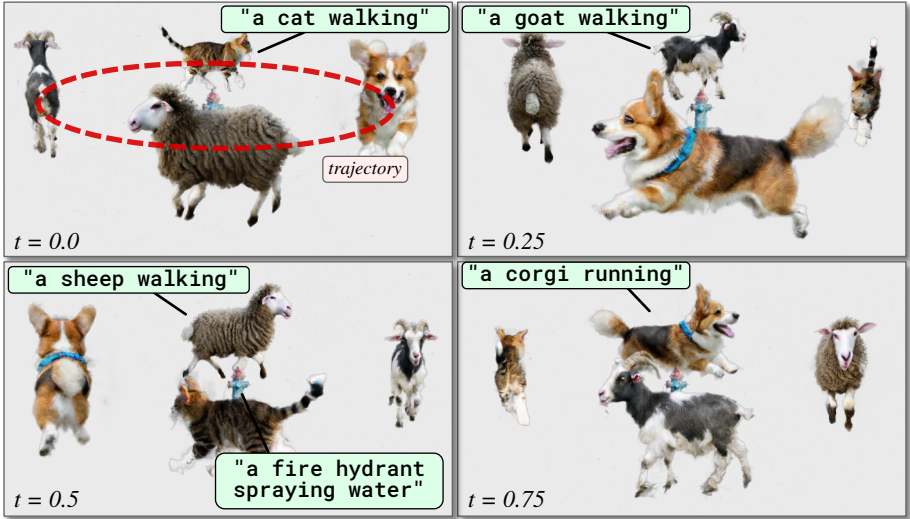 "a cat walking"
"a goat walking"
trajectory
t = 0.0
t = 0.25
"a sheep walking"
"a corgi running"
"a fire hydrant
spraying water"
t = 0.5
t = 0.75